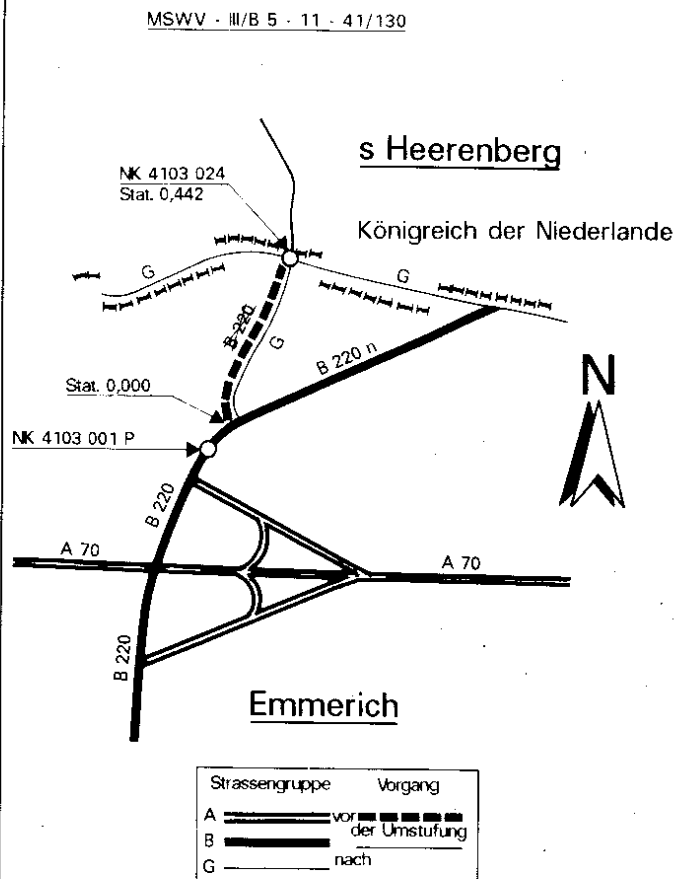 MSWV - III/B 5 - 11 - 41/130
s Heerenberg
NK 4103 024
Stat. 0,442
Königreich der Niederlande
G
G
B 220
G
B 220 n
Stat. 0,000
N
NK 4103 001 P
B 220
A 70
A 70
B 220
Emmerich
Strassengruppe Vorgang
A vor
der Umstufung
B
nach
G